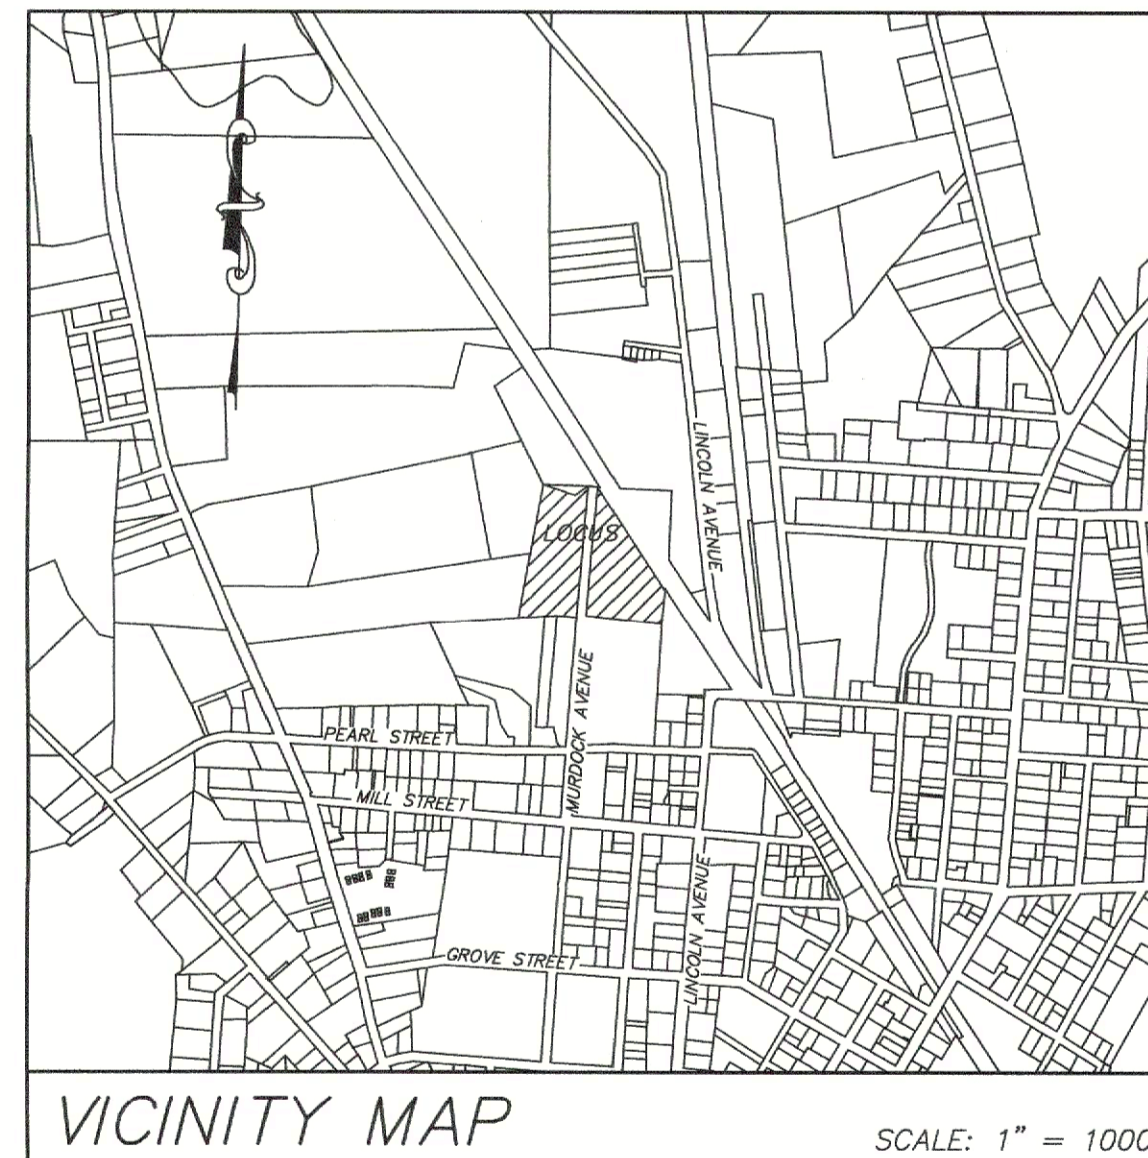 LINCOLN AVENUE
LOCUS
MURDOCK AVENUE
PEARL STREET
MILL STREET
LINCOLN AVENUE
GROVE STREET
VICINITY MAP
SCALE: 1" = 1000